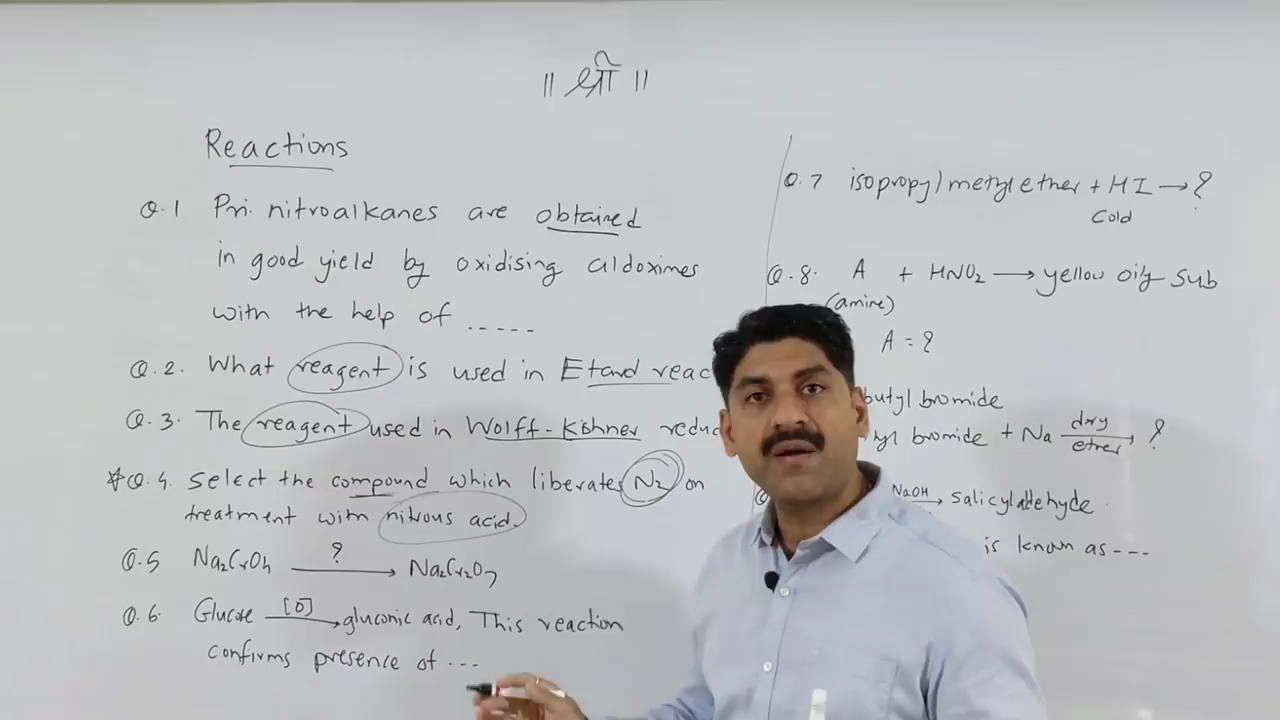 ॥ श्री ॥
Reactions
Q.1 Pri. nitroalkanes are obtained
in good yield by oxidising aldoximes
with the help of .....
Q.2. What reagent is used in Etard reac
Q.3. The reagent used in Wolff-Kishner reduc
*Q.4. Select the compound which liberates N2 on
treatment with nitrous acid.
Q.5 Na2CrO4 ? → Na2Cr2O7
Q.6. Glucose [O] → gluconic acid, This reaction
confirms presence of ...
Q.7 isopropyl metyl ether + HI → ?
Cold
Q.8. A + HNO2 → yellow oily sub
(amine)
A = ?
butyl bromide
yl bromide + Na dry ether → ?
NaOH → salicylaldehyde.
is known as ---